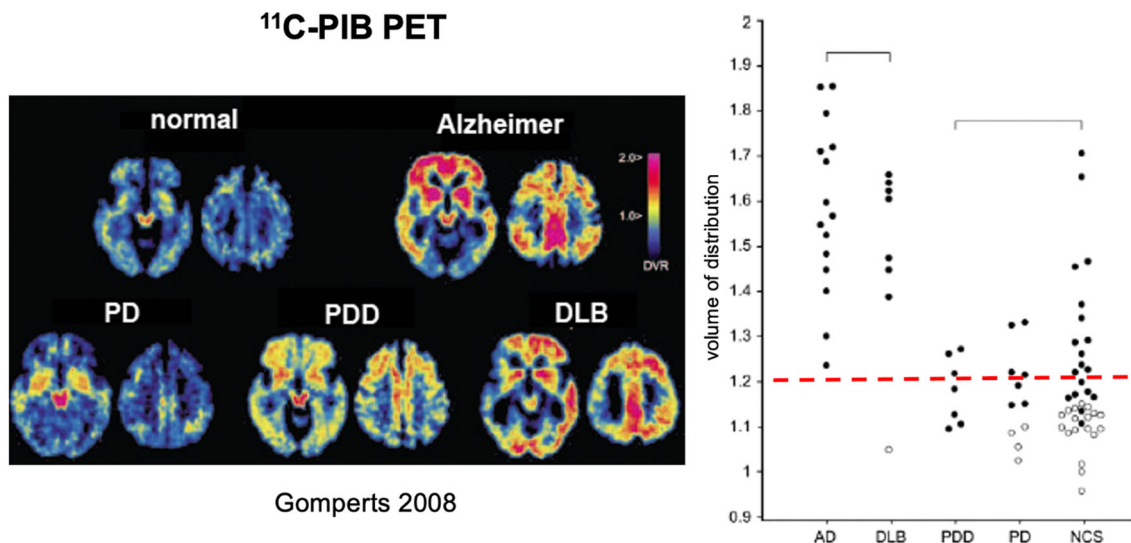 ¹¹C-PIB PET
normal
Alzheimer
2.0>
1.0>
DVR
PD
PDD
DLB
Gomperts 2008
volume of distribution
2
1.9
1.8
1.7
1.6
1.5
1.4
1.3
1.2
1.1
1
0.9
AD DLB PDD PD NCS